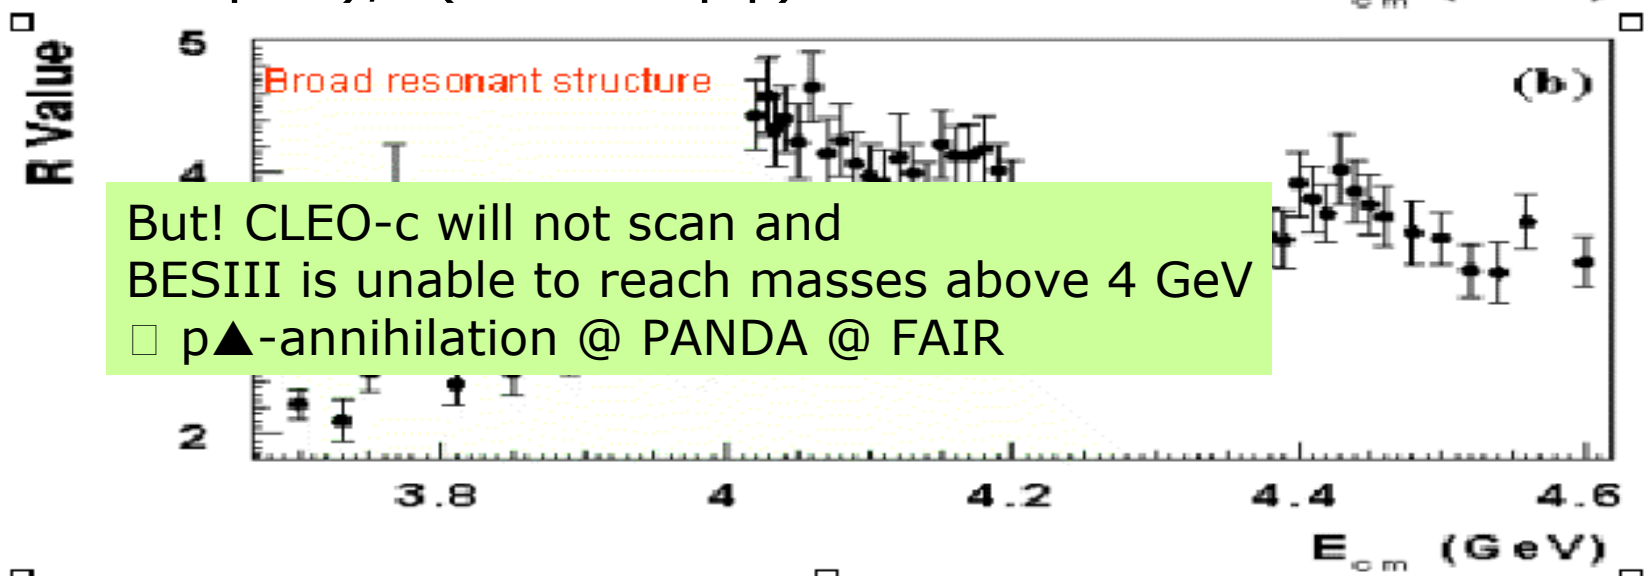 5
R Value
Broad resonant structure
(b)
4
But! CLEO-c will not scan and
BESIII is unable to reach masses above 4 GeV
□ p▲-annihilation @ PANDA @ FAIR
2
3.8 4 4.2 4.4 4.6
E cm (GeV)